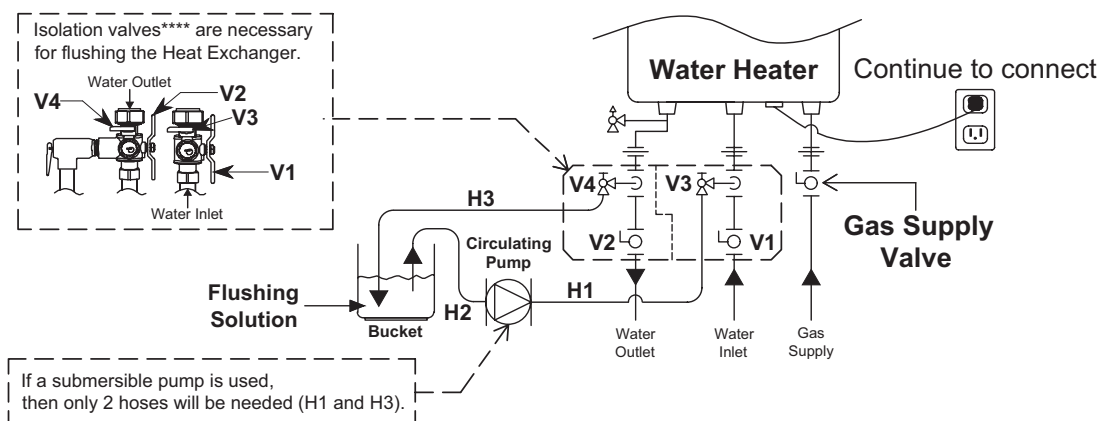 Isolation valves**** are necessary
for flushing the Heat Exchanger.
Water Outlet
V4
V2
V3
V1
Water Inlet
Water Heater
Continue to connect
V4
V3
H3
V2
V1
Gas Supply
Valve
Circulating
Pump
Flushing
Solution
H2
H1
Bucket
Water
Outlet
Water
Inlet
Gas
Supply
If a submersible pump is used,
then only 2 hoses will be needed (H1 and H3).